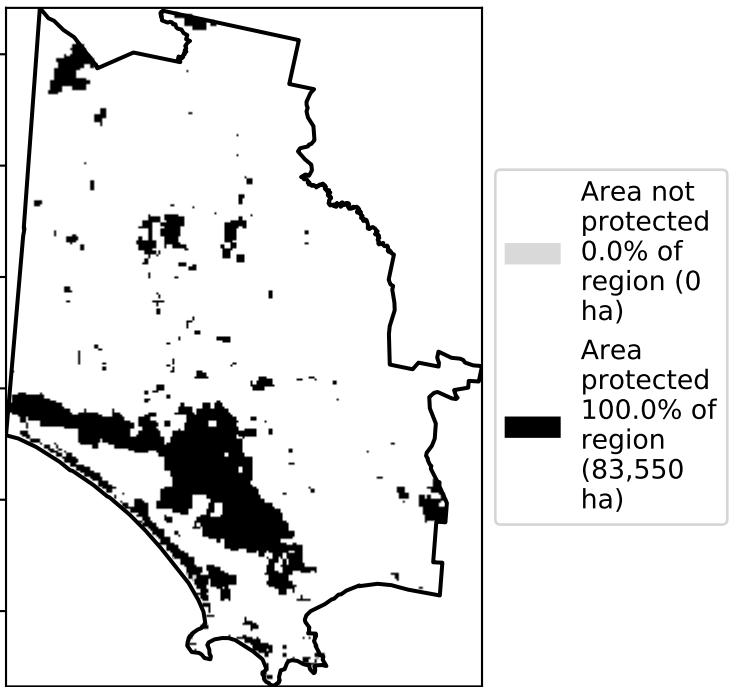 Area not
protected
0.0% of
region (0
ha)
Area
protected
100.0% of
region
(83,550
ha)